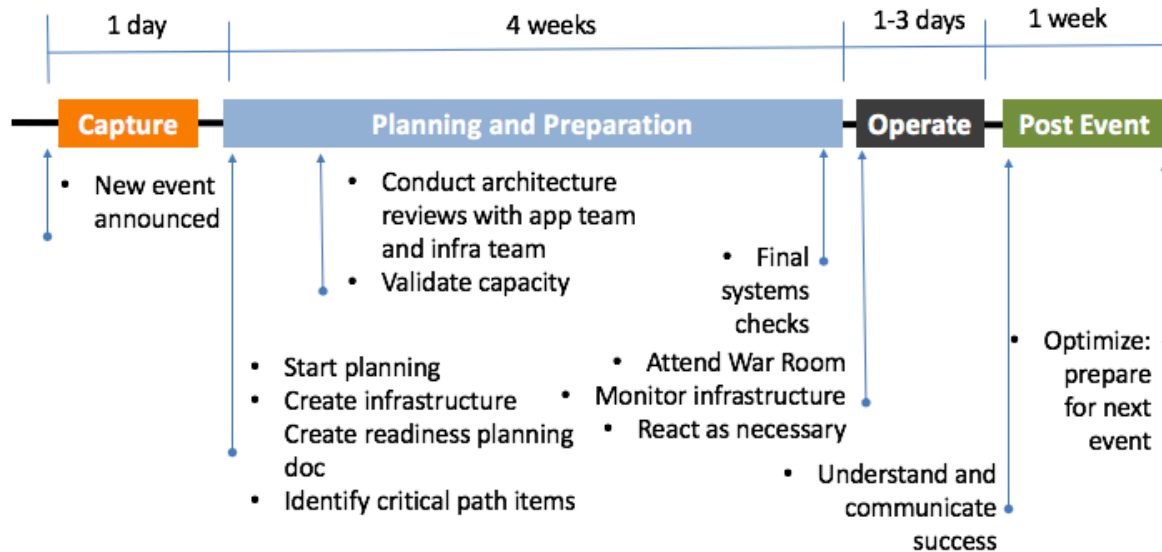 1 day
4 weeks
1-3 days
1 week
Capture
Planning and Preparation
Operate
Post Event
• New event
announced
• Conduct architecture
reviews with app team
and infra team
• Validate capacity
• Final
systems
checks
• Start planning
• Create infrastructure
Create readiness planning
doc
• Identify critical path items
• Attend War Room
• Monitor infrastructure
• React as necessary
• Understand and
communicate
success
• Optimize:
prepare
for next
event